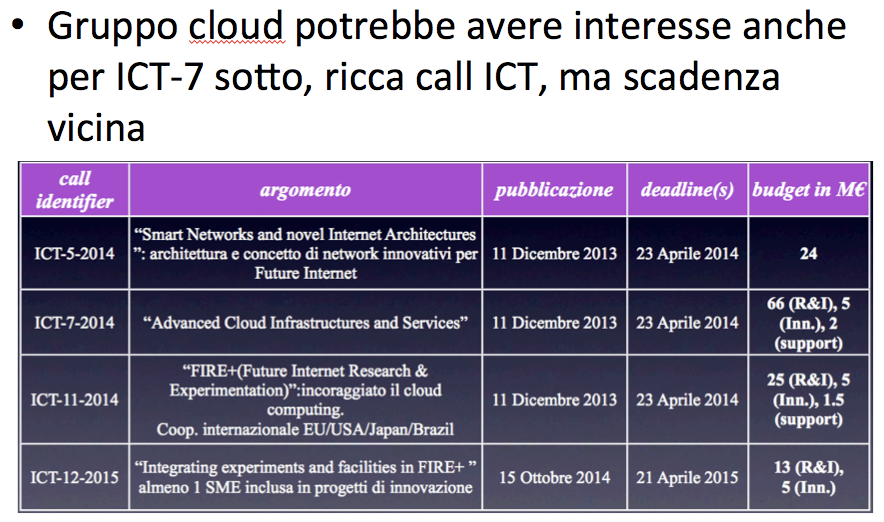 • Gruppo cloud potrebbe avere interesse anche
per ICT-7 sotto, ricca call ICT, ma scadenza
vicina
call
identifier
argomento
pubblicazione
deadline(s)
budget in M€
ICT-5-2014
“Smart Networks and novel Internet Architectures
”: architettura e concetto di network innovativi per
Future Internet
11 Dicembre 2013
23 Aprile 2014
24
ICT-7-2014
“Advanced Cloud Infrastructures and Services”
11 Dicembre 2013
23 Aprile 2014
66 (R&I), 5
(Inn.), 2
(support)
ICT-11-2014
“FIRE+(Future Internet Research &
Experimentation)”:incoraggiato il cloud
computing.
Coop. internazionale EU/USA/Japan/Brazil
11 Dicembre 2013
23 Aprile 2014
25 (R&I), 5
(Inn.), 1.5
(support)
ICT-12-2015
“Integrating experiments and facilities in FIRE+ ”
almeno 1 SME inclusa in progetti di innovazione
15 Ottobre 2014
21 Aprile 2015
13 (R&I),
5 (Inn.)